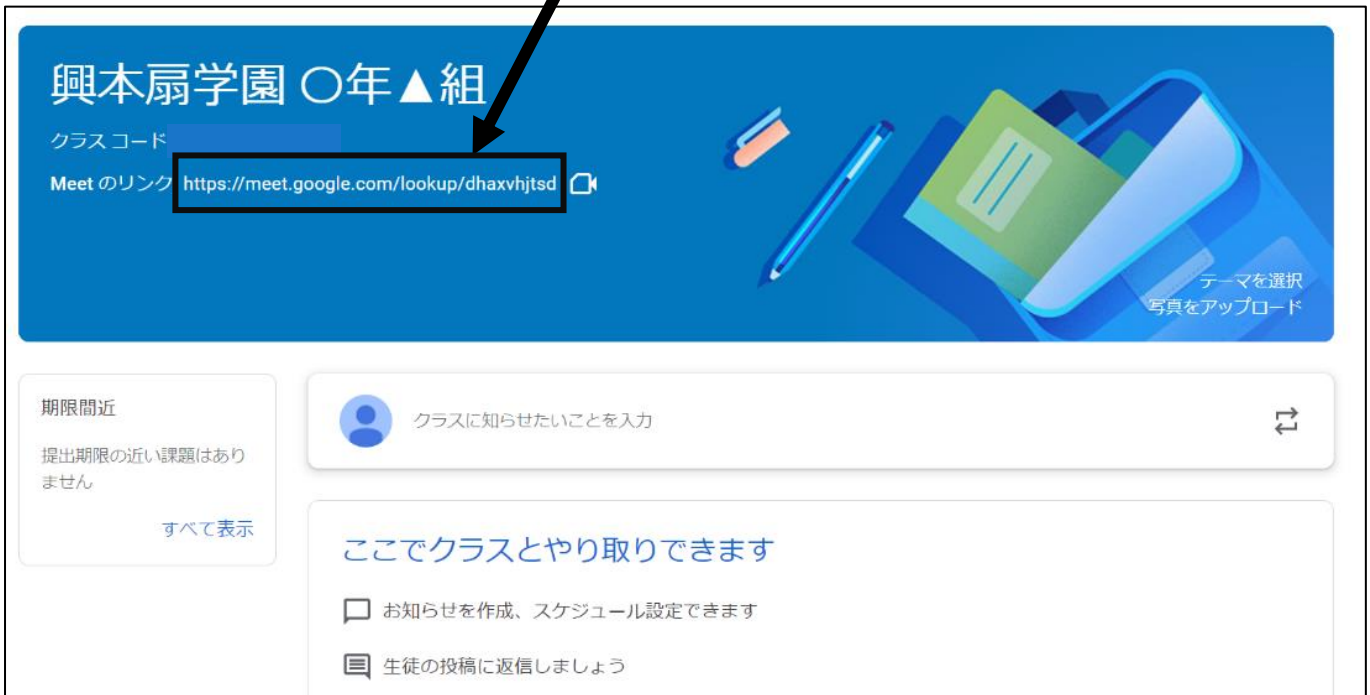 興本扇学園 〇年▲組
クラス コード
Meet のリンク https://meet.google.com/lookup/dhaxvhjtsd
テーマを選択
写真をアップロード
期限間近
提出期限の近い課題はあり
ません
すべて表示
クラスに知らせたいことを入力
ここでクラスとやり取りできます
お知らせを作成、スケジュール設定できます
生徒の投稿に返信しましょう